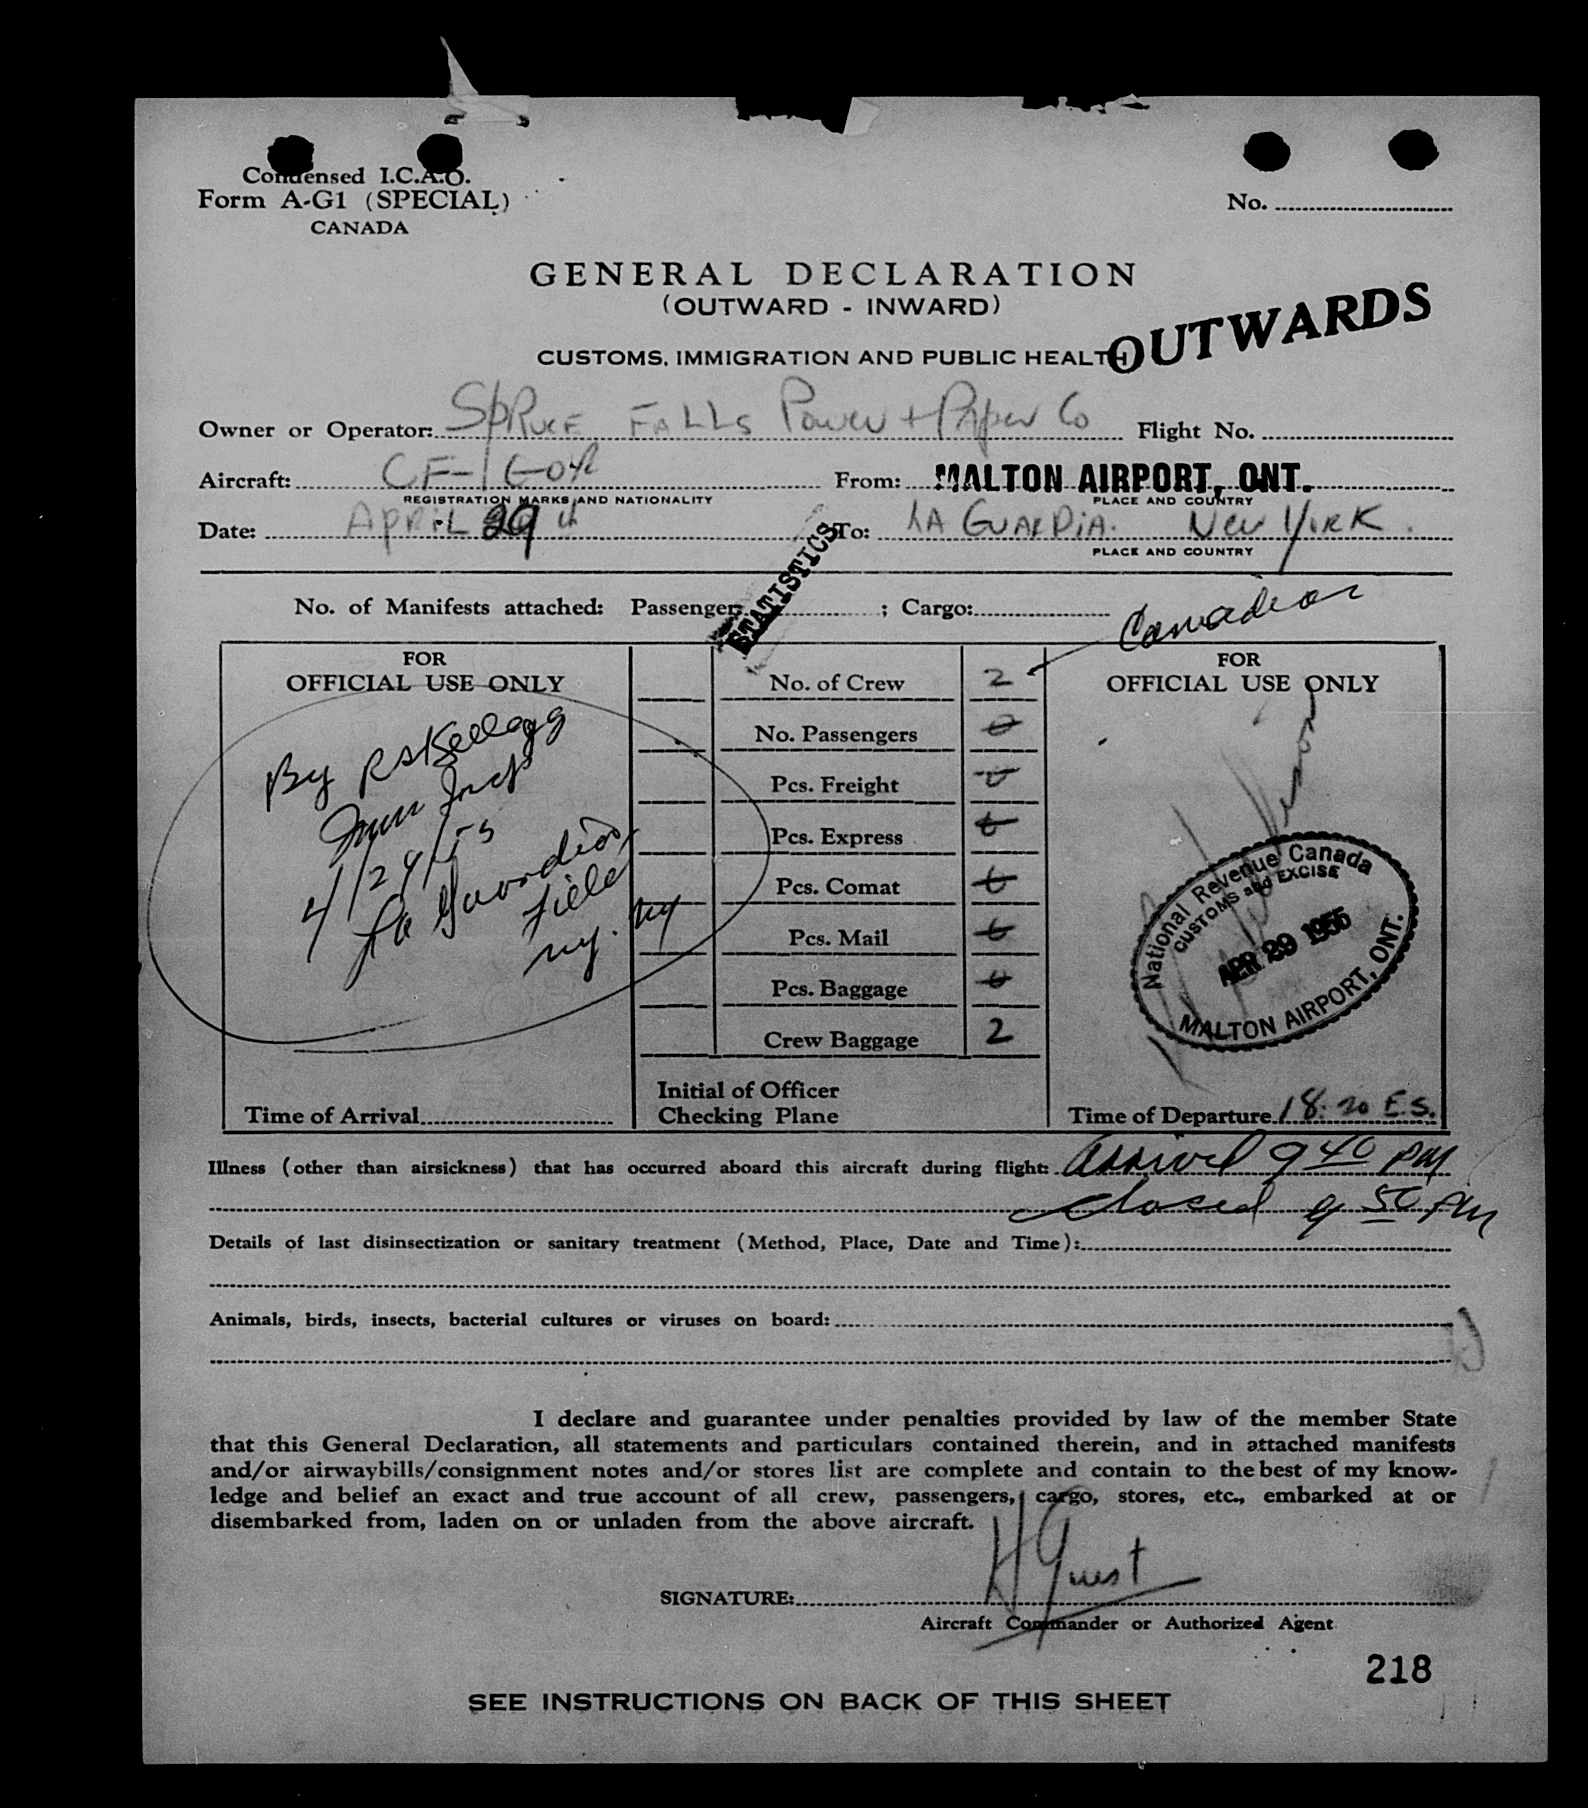 Condensed I.C.A.O.
Form A-G1 (SPECIAL)
CANADA
No.
GENERAL DECLARATION
(OUTWARD - INWARD)
OUTWARDS
CUSTOMS, IMMIGRATION AND PUBLIC HEALTH
Owner or Operator: SPRUCE FALLS Power + Paper Co Flight No.
Aircraft: CF- From: MALTON AIRPORT, ONT.
REGISTRATION MARKS AND NATIONALITY PLACE AND COUNTRY
Date: APRIL 29 th To: LA GUARDIA. NEW YORK.
PLACE AND COUNTRY
STATISTICS
No. of Manifests attached: Passenger: ; Cargo:
Canadian
FOR
OFFICIAL USE ONLY
By R S Kellogg
Imm Insp
4/29/55
La Guardia
Field
ny. ny
Time of Arrival
No. of Crew 2
No. Passengers 0
Pcs. Freight 0
Pcs. Express 0
Pcs. Comat 0
Pcs. Mail 0
Pcs. Baggage 0
Crew Baggage 2
Initial of Officer
Checking Plane
FOR
OFFICIAL USE ONLY
National Revenue Canada
CUSTOMS and EXCISE
APR 29 1955
MALTON AIRPORT, ONT.
Time of Departure 18:20 E.S.
Illness (other than airsickness) that has occurred aboard this aircraft during flight: arrived 9 40 PM
closed 9 50 PM
Details of last disinsectization or sanitary treatment (Method, Place, Date and Time):
Animals, birds, insects, bacterial cultures or viruses on board:
I declare and guarantee under penalties provided by law of the member State
that this General Declaration, all statements and particulars contained therein, and in attached manifests
and/or airwaybills/consignment notes and/or stores list are complete and contain to the best of my know-
ledge and belief an exact and true account of all crew, passengers, cargo, stores, etc., embarked at or
disembarked from, laden on or unladen from the above aircraft.
SIGNATURE: H Guest
Aircraft Commander or Authorized Agent
218
SEE INSTRUCTIONS ON BACK OF THIS SHEET